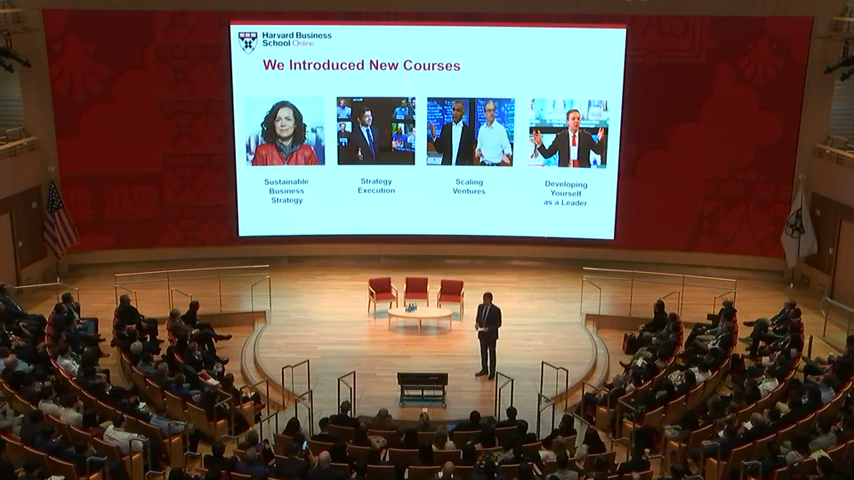 Harvard Business
School Online
We Introduced New Courses
Sustainable
Business
Strategy
Strategy
Execution
Scaling
Ventures
Developing
Yourself
as a Leader